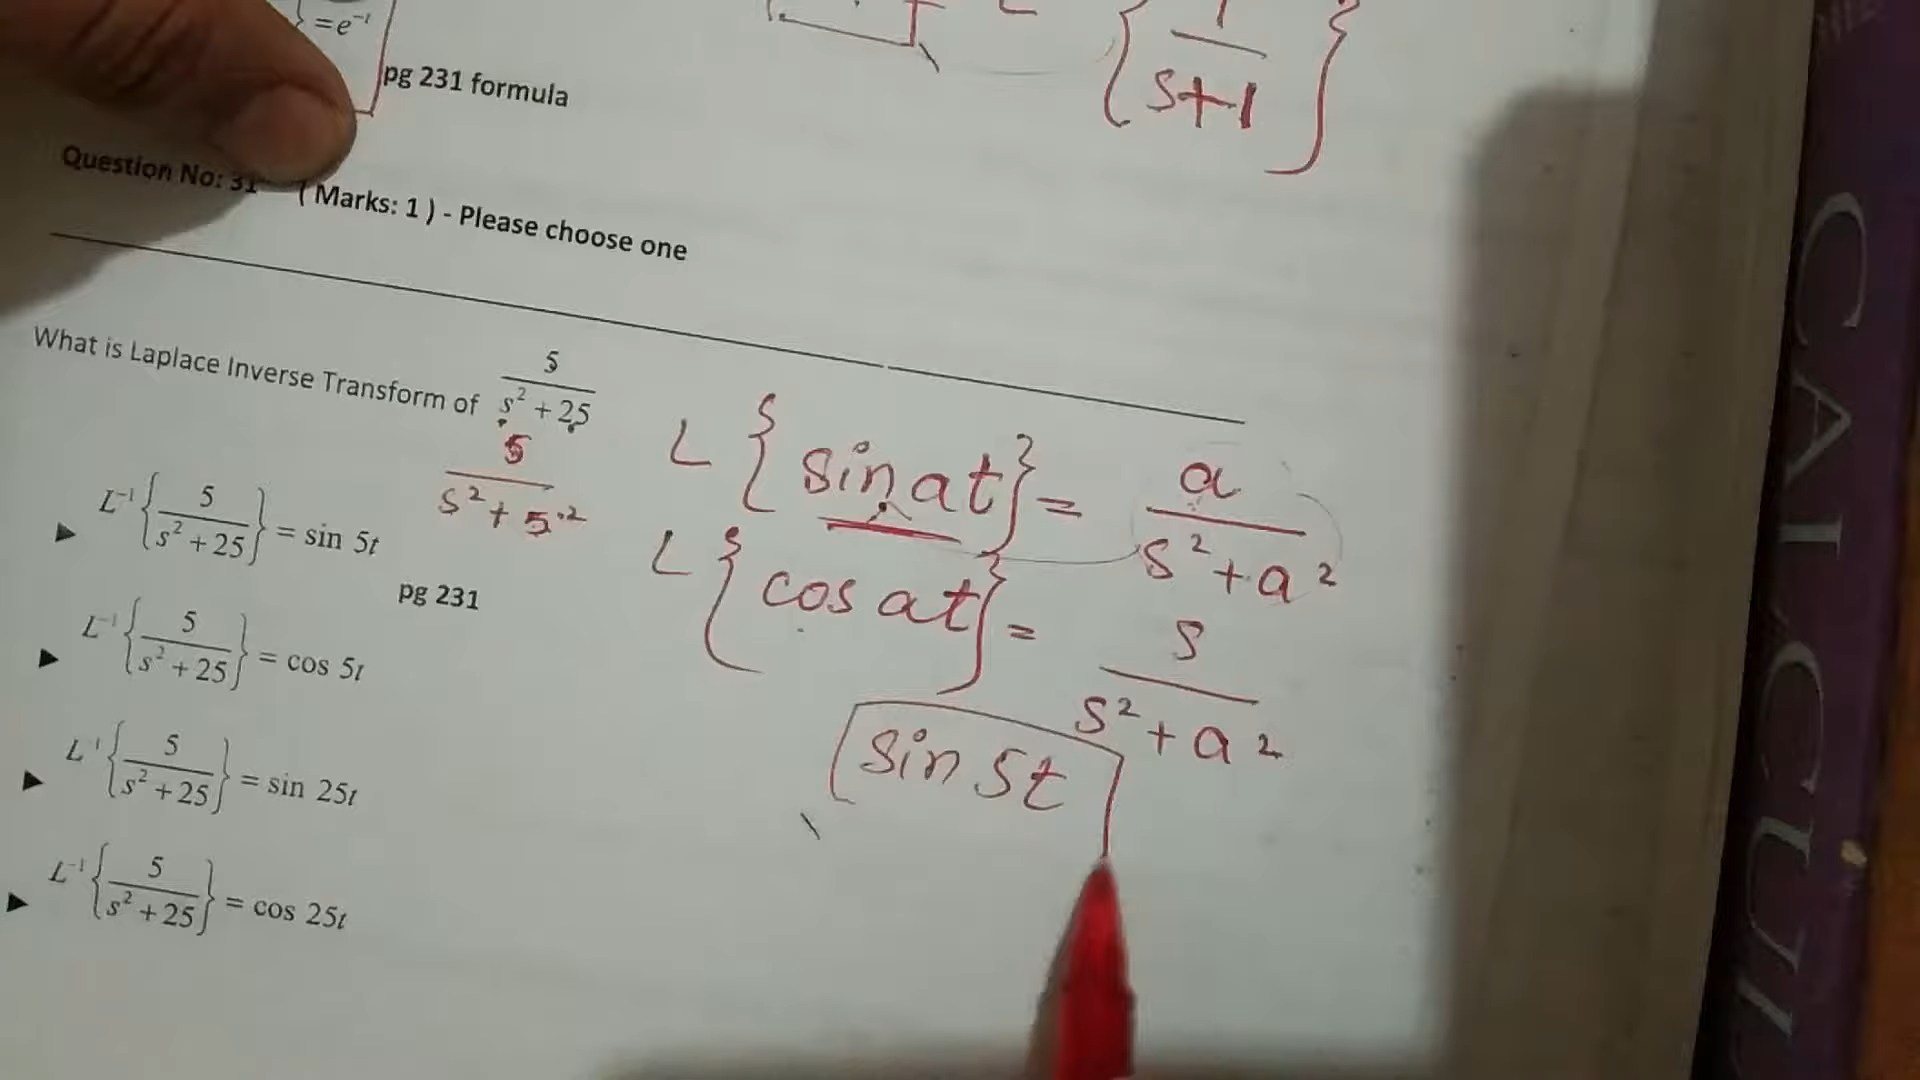 } = e⁻ᵗ
pg 231 formula
{ 1 / s+1 }
Question No: 31 ( Marks: 1 ) - Please choose one
What is Laplace Inverse Transform of 5 / s² + 25
5 / s² + 5²
L { sin at } = a / s² + a²
L { cos at } = s / s² + a²
sin 5t
► L⁻¹ { 5 / s² + 25 } = sin 5t
pg 231
► L⁻¹ { 5 / s² + 25 } = cos 5t
► L⁻¹ { 5 / s² + 25 } = sin 25t
► L⁻¹ { 5 / s² + 25 } = cos 25t
CALCU